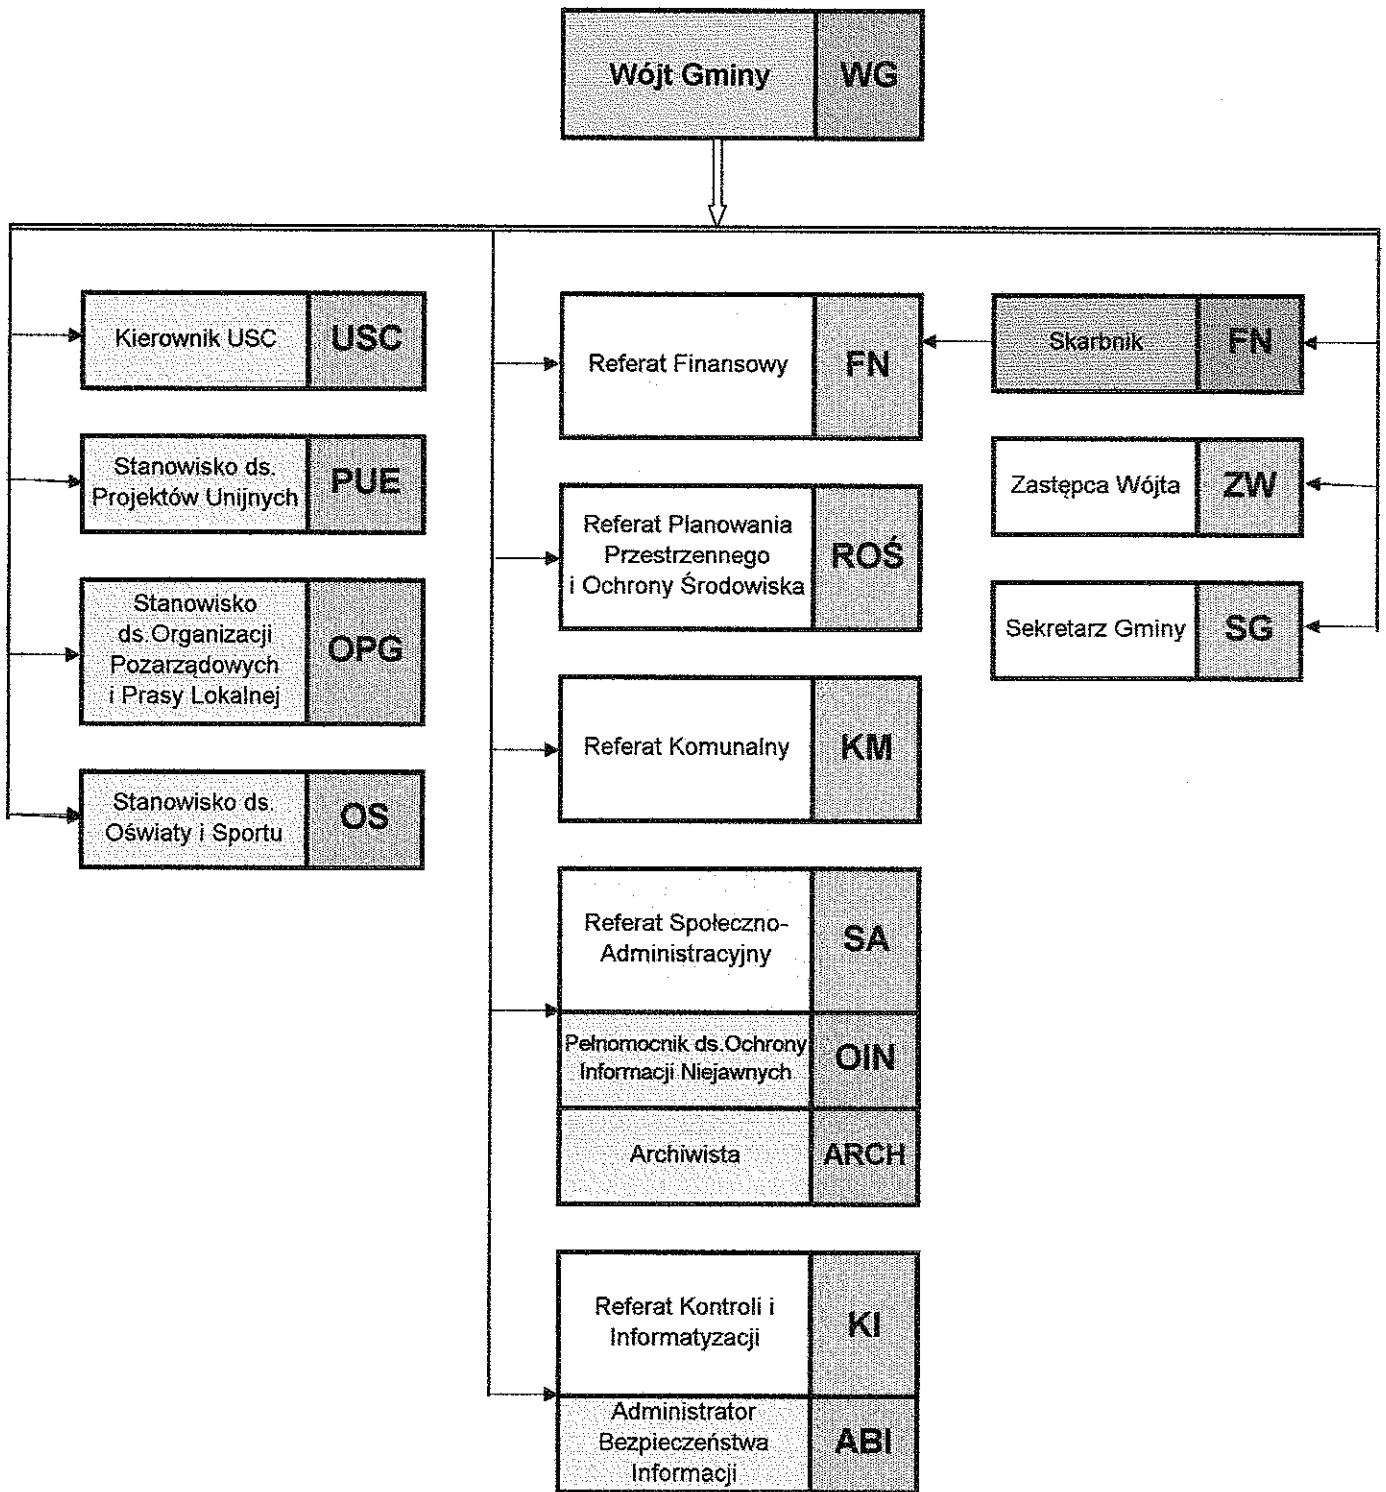 Wójt Gminy
WG
Kierownik USC
USC
Stanowisko ds.
Projektów Unijnych
PUE
Stanowisko
ds.Organizacji
Pozarządowych
i Prasy Lokalnej
OPG
Stanowisko ds.
Oświaty i Sportu
OS
Referat Finansowy
FN
Referat Planowania
Przestrzennego
i Ochrony Środowiska
ROŚ
Referat Komunalny
KM
Referat Społeczno-
Administracyjny
SA
Pełnomocnik ds.Ochrony
Informacji Niejawnych
OIN
Archiwista
ARCH
Referat Kontroli i
Informatyzacji
KI
Administrator
Bezpieczeństwa
Informacji
ABI
Skarbnik
FN
Zastępca Wójta
ZW
Sekretarz Gminy
SG